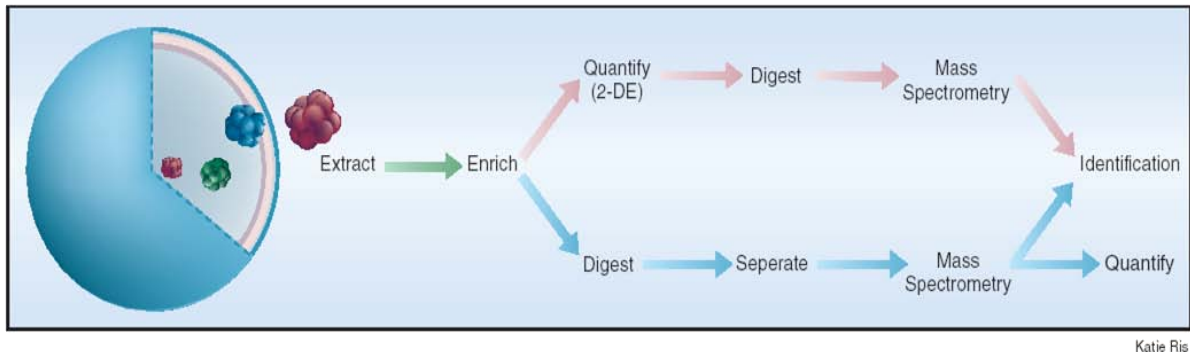 Extract
Enrich
Quantify
(2-DE)
Digest
Mass
Spectrometry
Identification
Digest
Seperate
Mass
Spectrometry
Quantify
Katie Ris